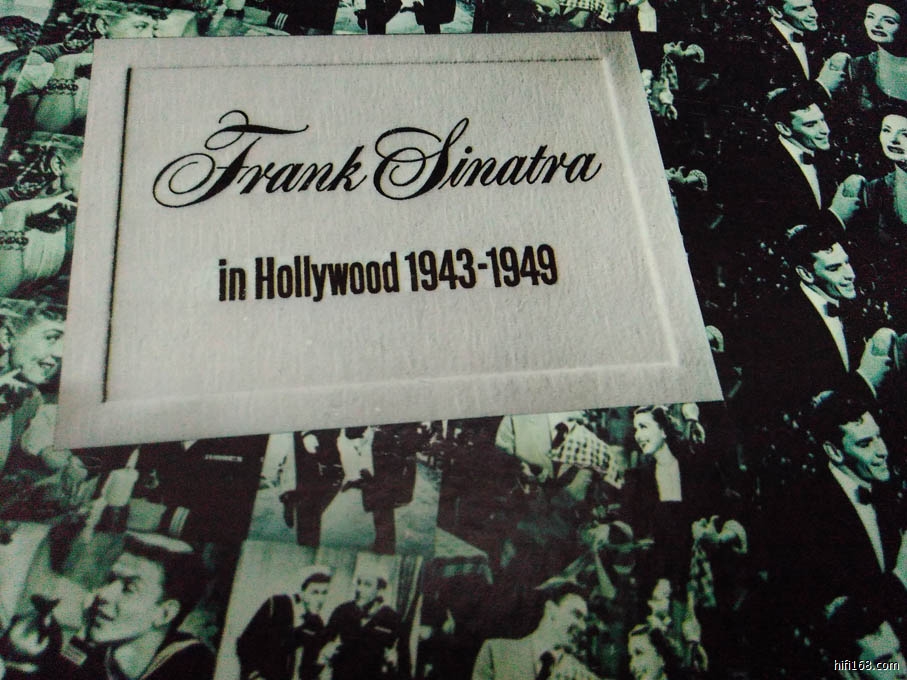 Frank Sinatra
in Hollywood 1943-1949
hifi168.com